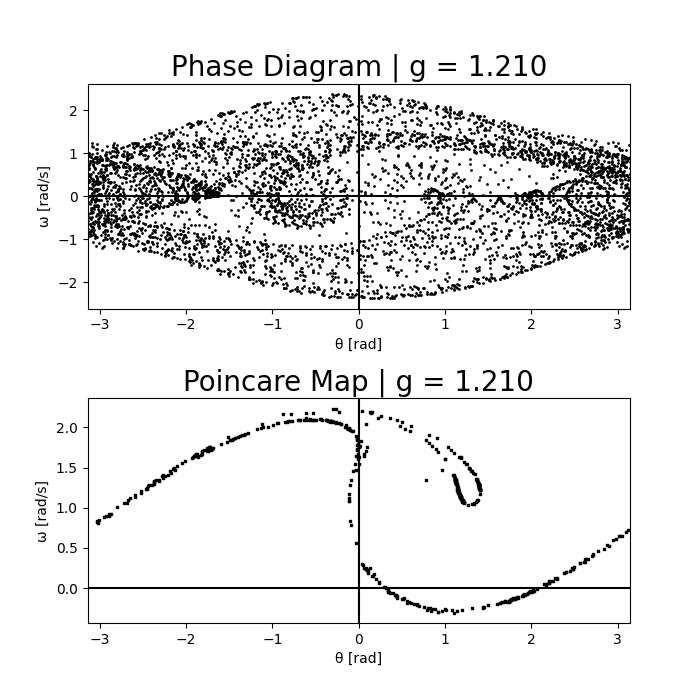 Phase Diagram | g = 1.210
2
1
0
−1
−2
ω [rad/s]
−3 −2 −1 0 1 2 3
θ [rad]
Poincare Map | g = 1.210
2.0
1.5
1.0
0.5
0.0
ω [rad/s]
−3 −2 −1 0 1 2 3
θ [rad]